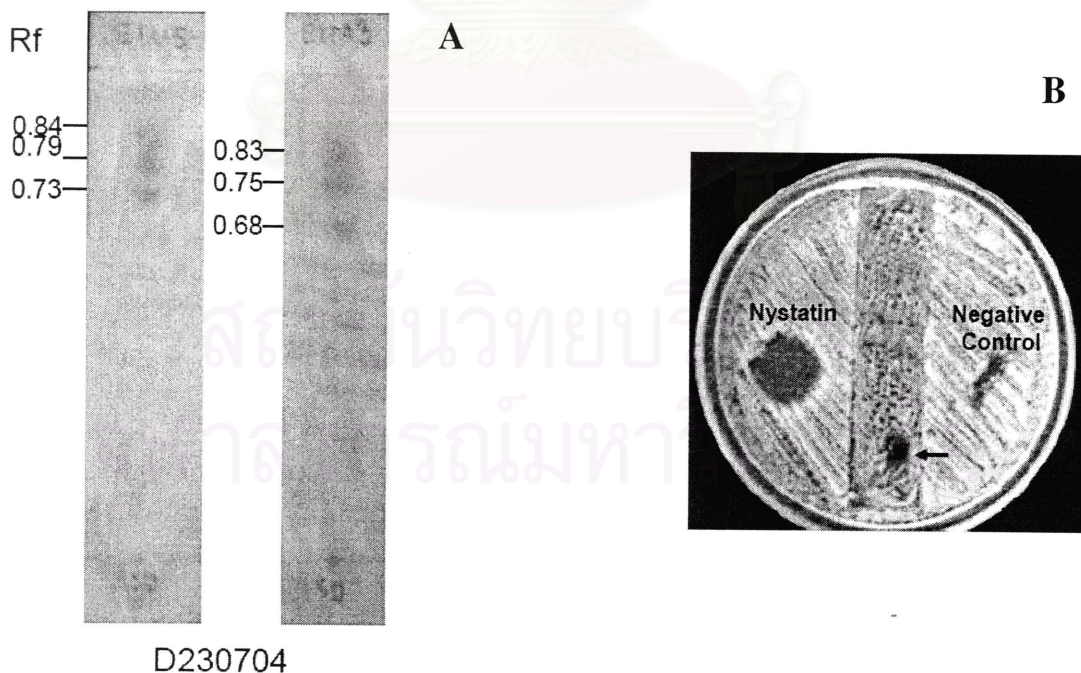 Rf
A
B
0.84
0.79
0.73
0.83
0.75
0.68
Nystatin
Negative
Control
D230704